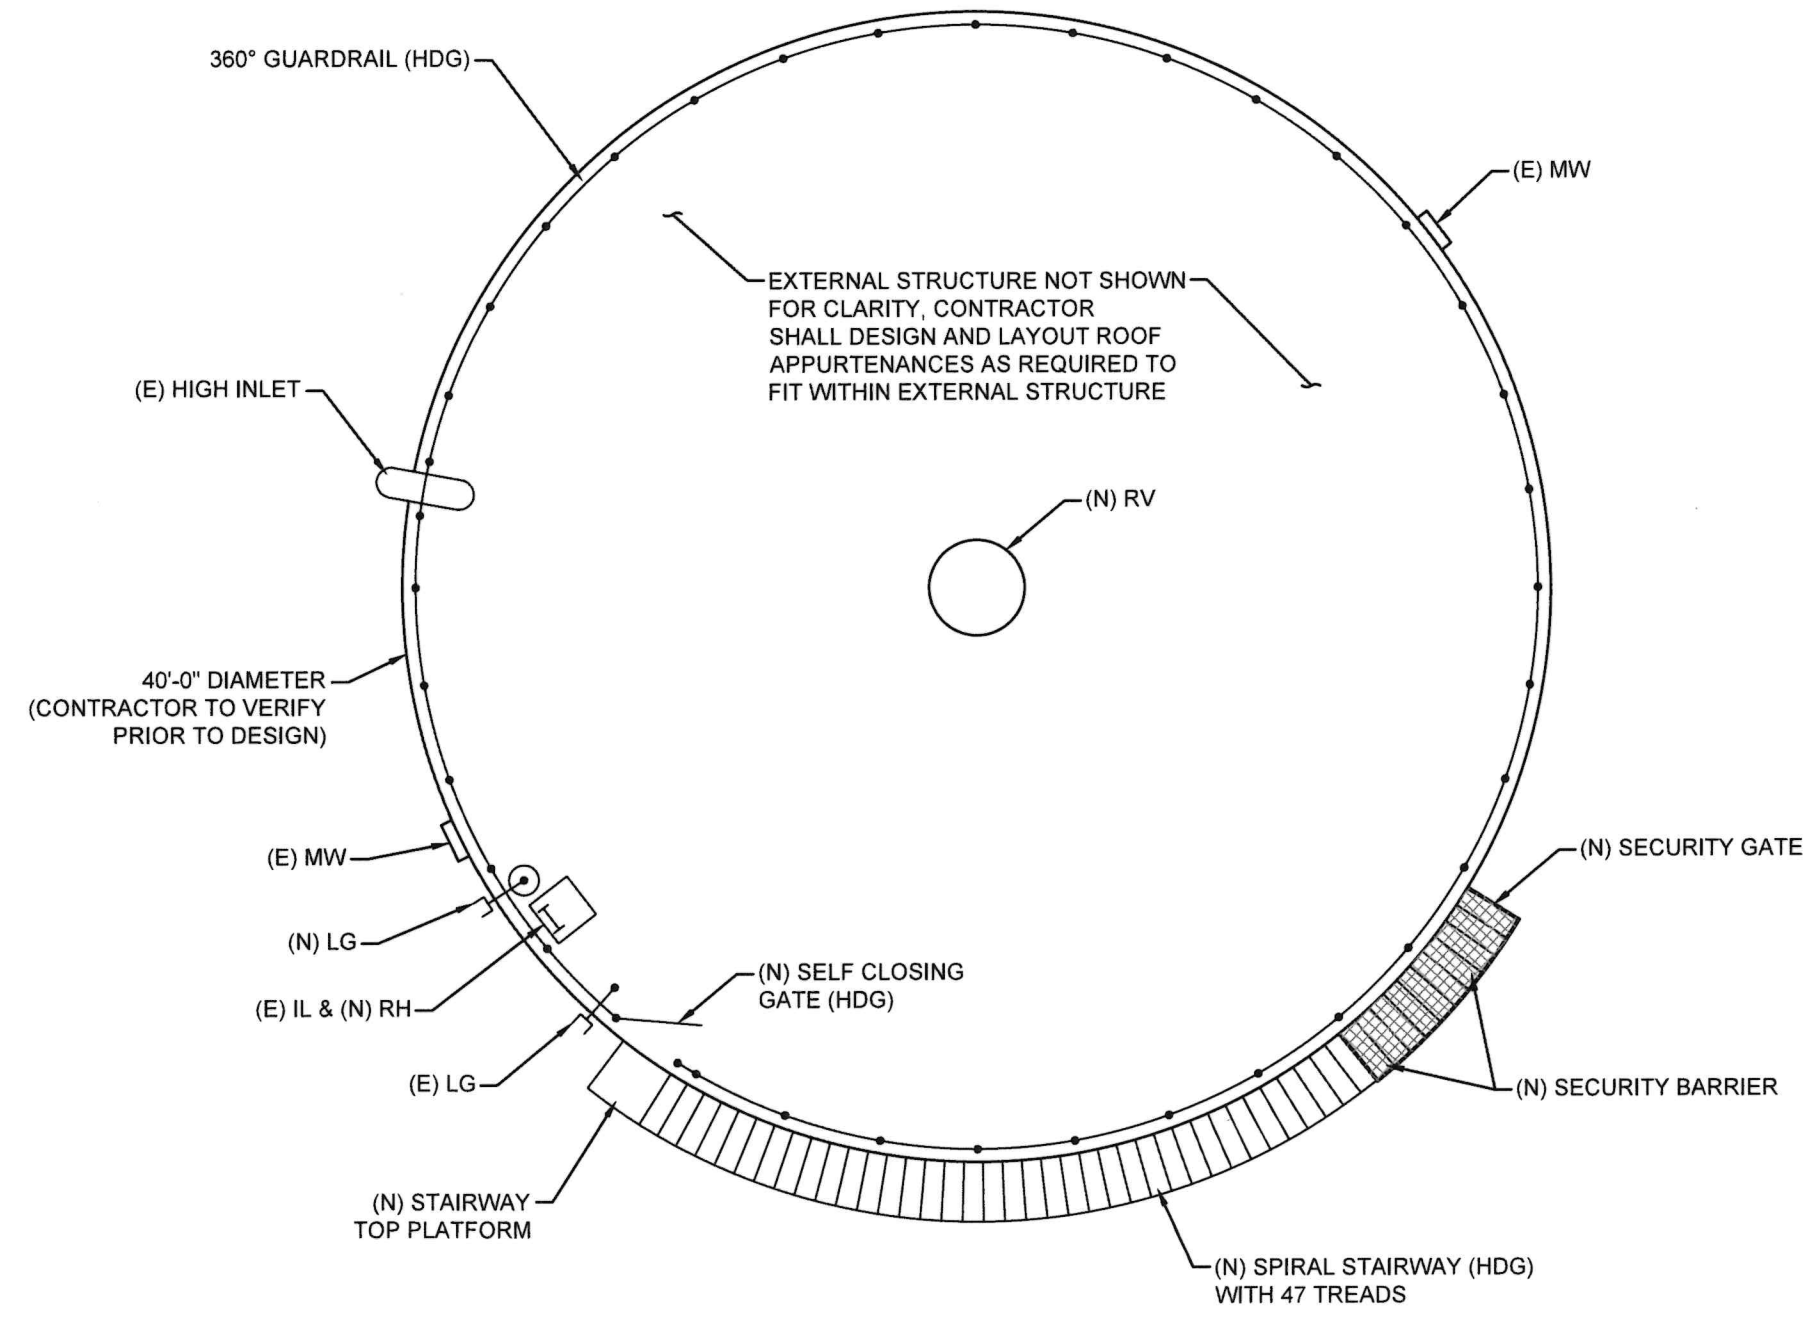 360° GUARDRAIL (HDG)
(E) MW
EXTERNAL STRUCTURE NOT SHOWN
FOR CLARITY, CONTRACTOR
SHALL DESIGN AND LAYOUT ROOF
APPURTENANCES AS REQUIRED TO
FIT WITHIN EXTERNAL STRUCTURE
(E) HIGH INLET
(N) RV
40'-0" DIAMETER
(CONTRACTOR TO VERIFY
PRIOR TO DESIGN)
(E) MW
(N) SECURITY GATE
(N) LG
(N) SELF CLOSING
GATE (HDG)
(E) IL & (N) RH
(E) LG
(N) SECURITY BARRIER
(N) STAIRWAY
TOP PLATFORM
(N) SPIRAL STAIRWAY (HDG)
WITH 47 TREADS